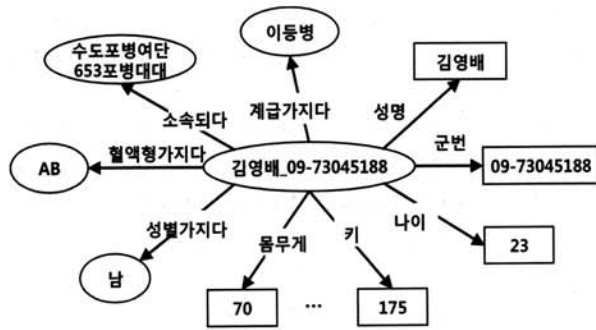 수도포병여단
653포병대대
이등병
김영배
소속되다
계급가지다
성명
AB
혈액형가지다
김영배_09-73045188
군번
09-73045188
성별가지다
몸무게
키
나이
23
남
70
...
175